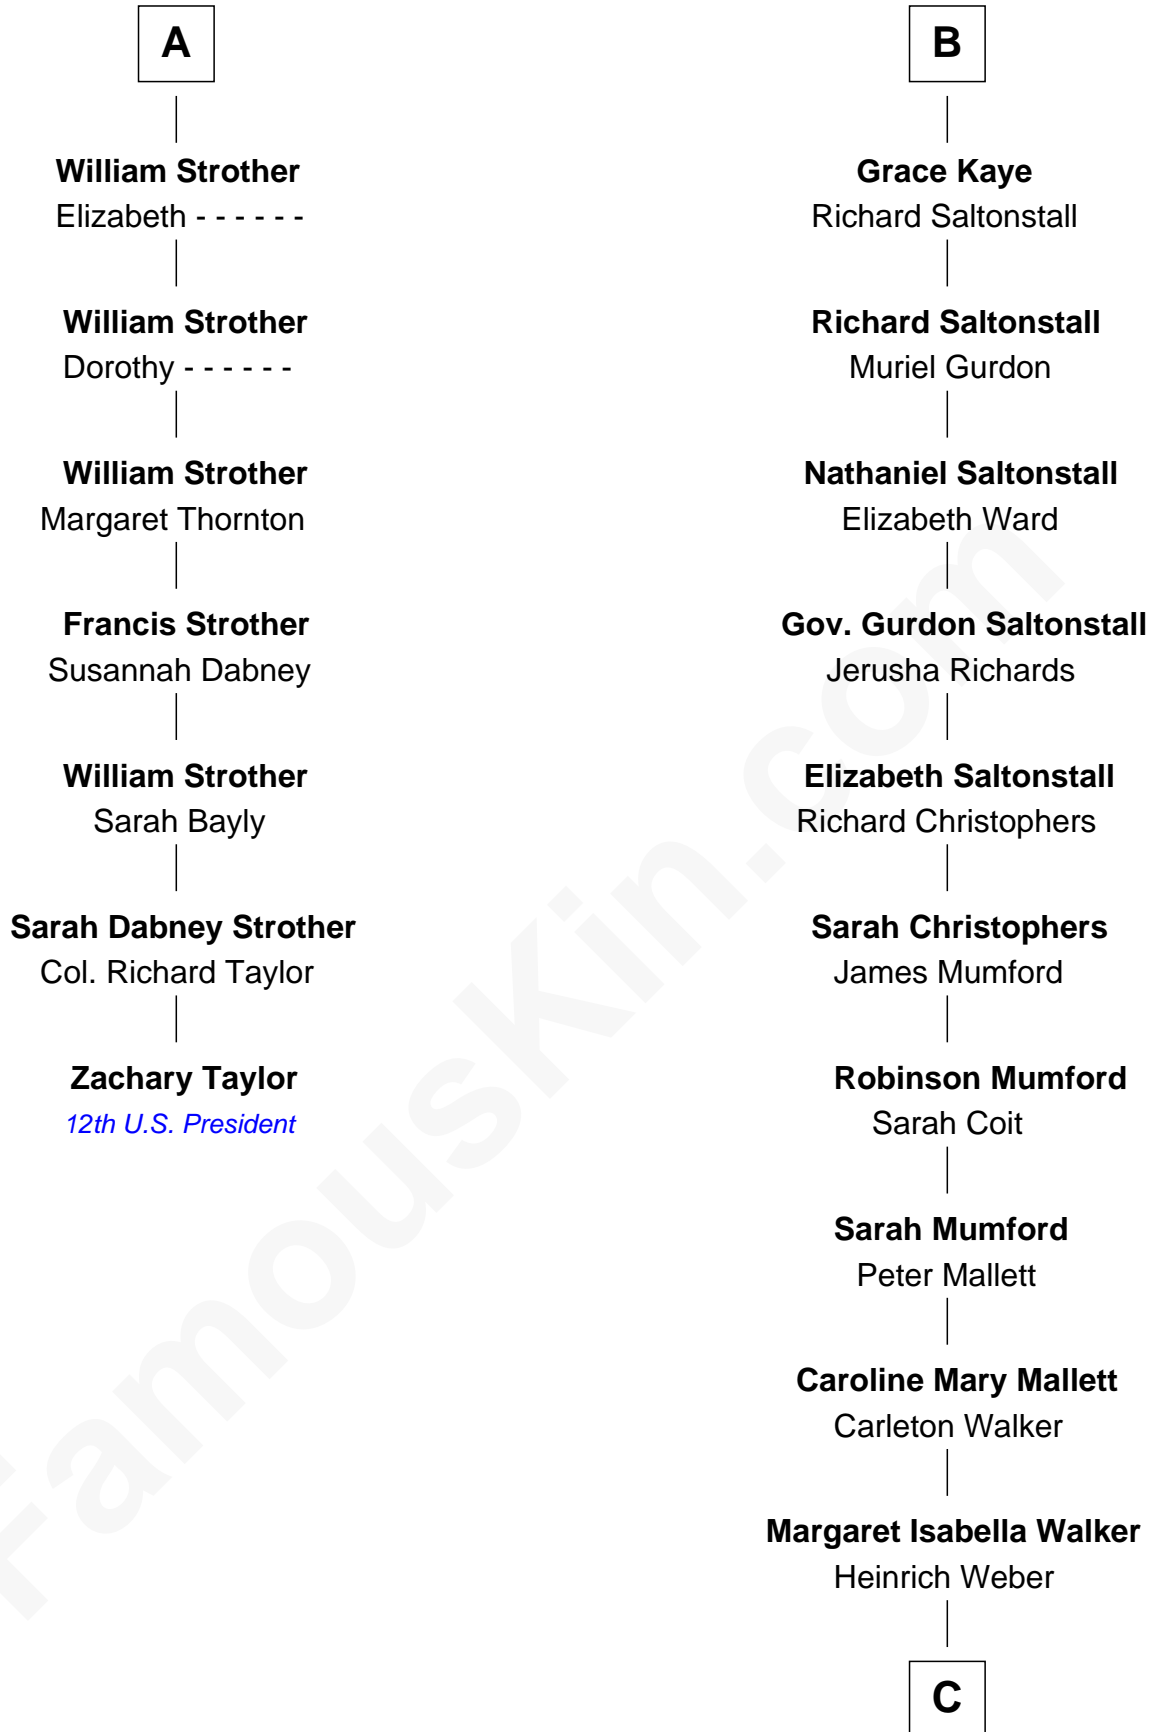 A
William Strother
Elizabeth - - - - - -
William Strother
Dorothy - - - - - -
William Strother
Margaret Thornton
Francis Strother
Susannah Dabney
William Strother
Sarah Bayly
Sarah Dabney Strother
Col. Richard Taylor
Zachary Taylor
12th U.S. President
B
Grace Kaye
Richard Saltonstall
Richard Saltonstall
Muriel Gurdon
Nathaniel Saltonstall
Elizabeth Ward
Gov. Gurdon Saltonstall
Jerusha Richards
Elizabeth Saltonstall
Richard Christophers
Sarah Christophers
James Mumford
Robinson Mumford
Sarah Coit
Sarah Mumford
Peter Mallett
Caroline Mary Mallett
Carleton Walker
Margaret Isabella Walker
Heinrich Weber
C
FamousKin.com